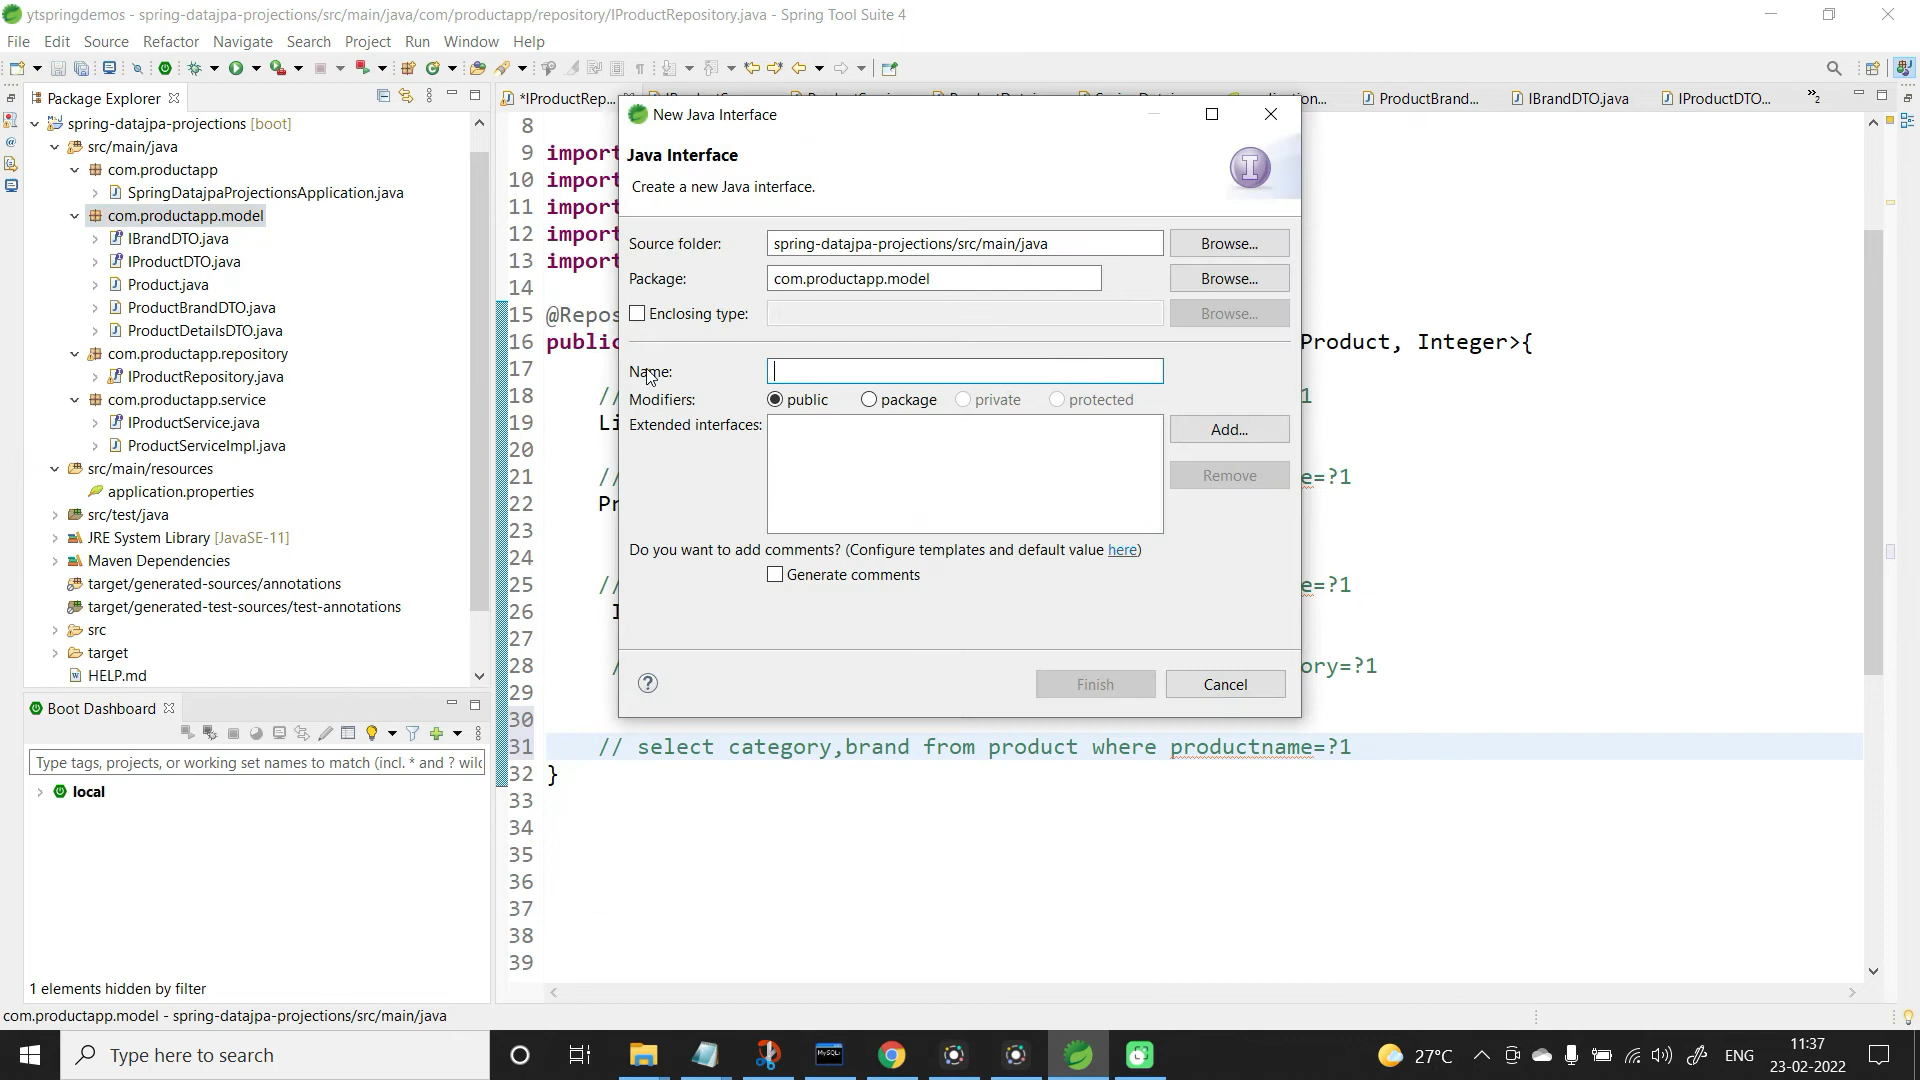 ytspringdemos - spring-datajpa-projections/src/main/java/com/productapp/repository/IProductRepository.java - Spring Tool Suite 4
File Edit Source Refactor Navigate Search Project Run Window Help
Package Explorer
spring-datajpa-projections [boot]
src/main/java
com.productapp
SpringDatajpaProjectionsApplication.java
com.productapp.model
IBrandDTO.java
IProductDTO.java
Product.java
ProductBrandDTO.java
ProductDetailsDTO.java
com.productapp.repository
IProductRepository.java
com.productapp.service
IProductService.java
ProductServiceImpl.java
src/main/resources
application.properties
src/test/java
JRE System Library [JavaSE-11]
Maven Dependencies
target/generated-sources/annotations
target/generated-test-sources/test-annotations
src
target
HELP.md
Boot Dashboard
Type tags, projects, or working set names to match (incl. * and ?
local
1 elements hidden by filter
*IProductRep...
ProductBrand...
IBrandDTO.java
IProductDTO...
2
8
9 import
10 import
11 import
12 import
13 import
14
15 @Repos
16 public Product, Integer>{
17
18 // 1
19 Li
20
21 // e=?1
22 Pr
23
24
25 // e=?1
26 I
27
28 / ory=?1
29
30
31 // select category,brand from product where productname=?1
32 }
33
34
35
36
37
38
39
New Java Interface
Java Interface
Create a new Java interface.
Source folder: spring-datajpa-projections/src/main/java Browse...
Package: com.productapp.model Browse...
Enclosing type: Browse...
Name:
Modifiers: public package private protected
Extended interfaces: Add...
Remove
Do you want to add comments? (Configure templates and default value here)
Generate comments
Finish Cancel
com.productapp.model - spring-datajpa-projections/src/main/java
Type here to search
MySQL
27°C
ENG
11:37
23-02-2022